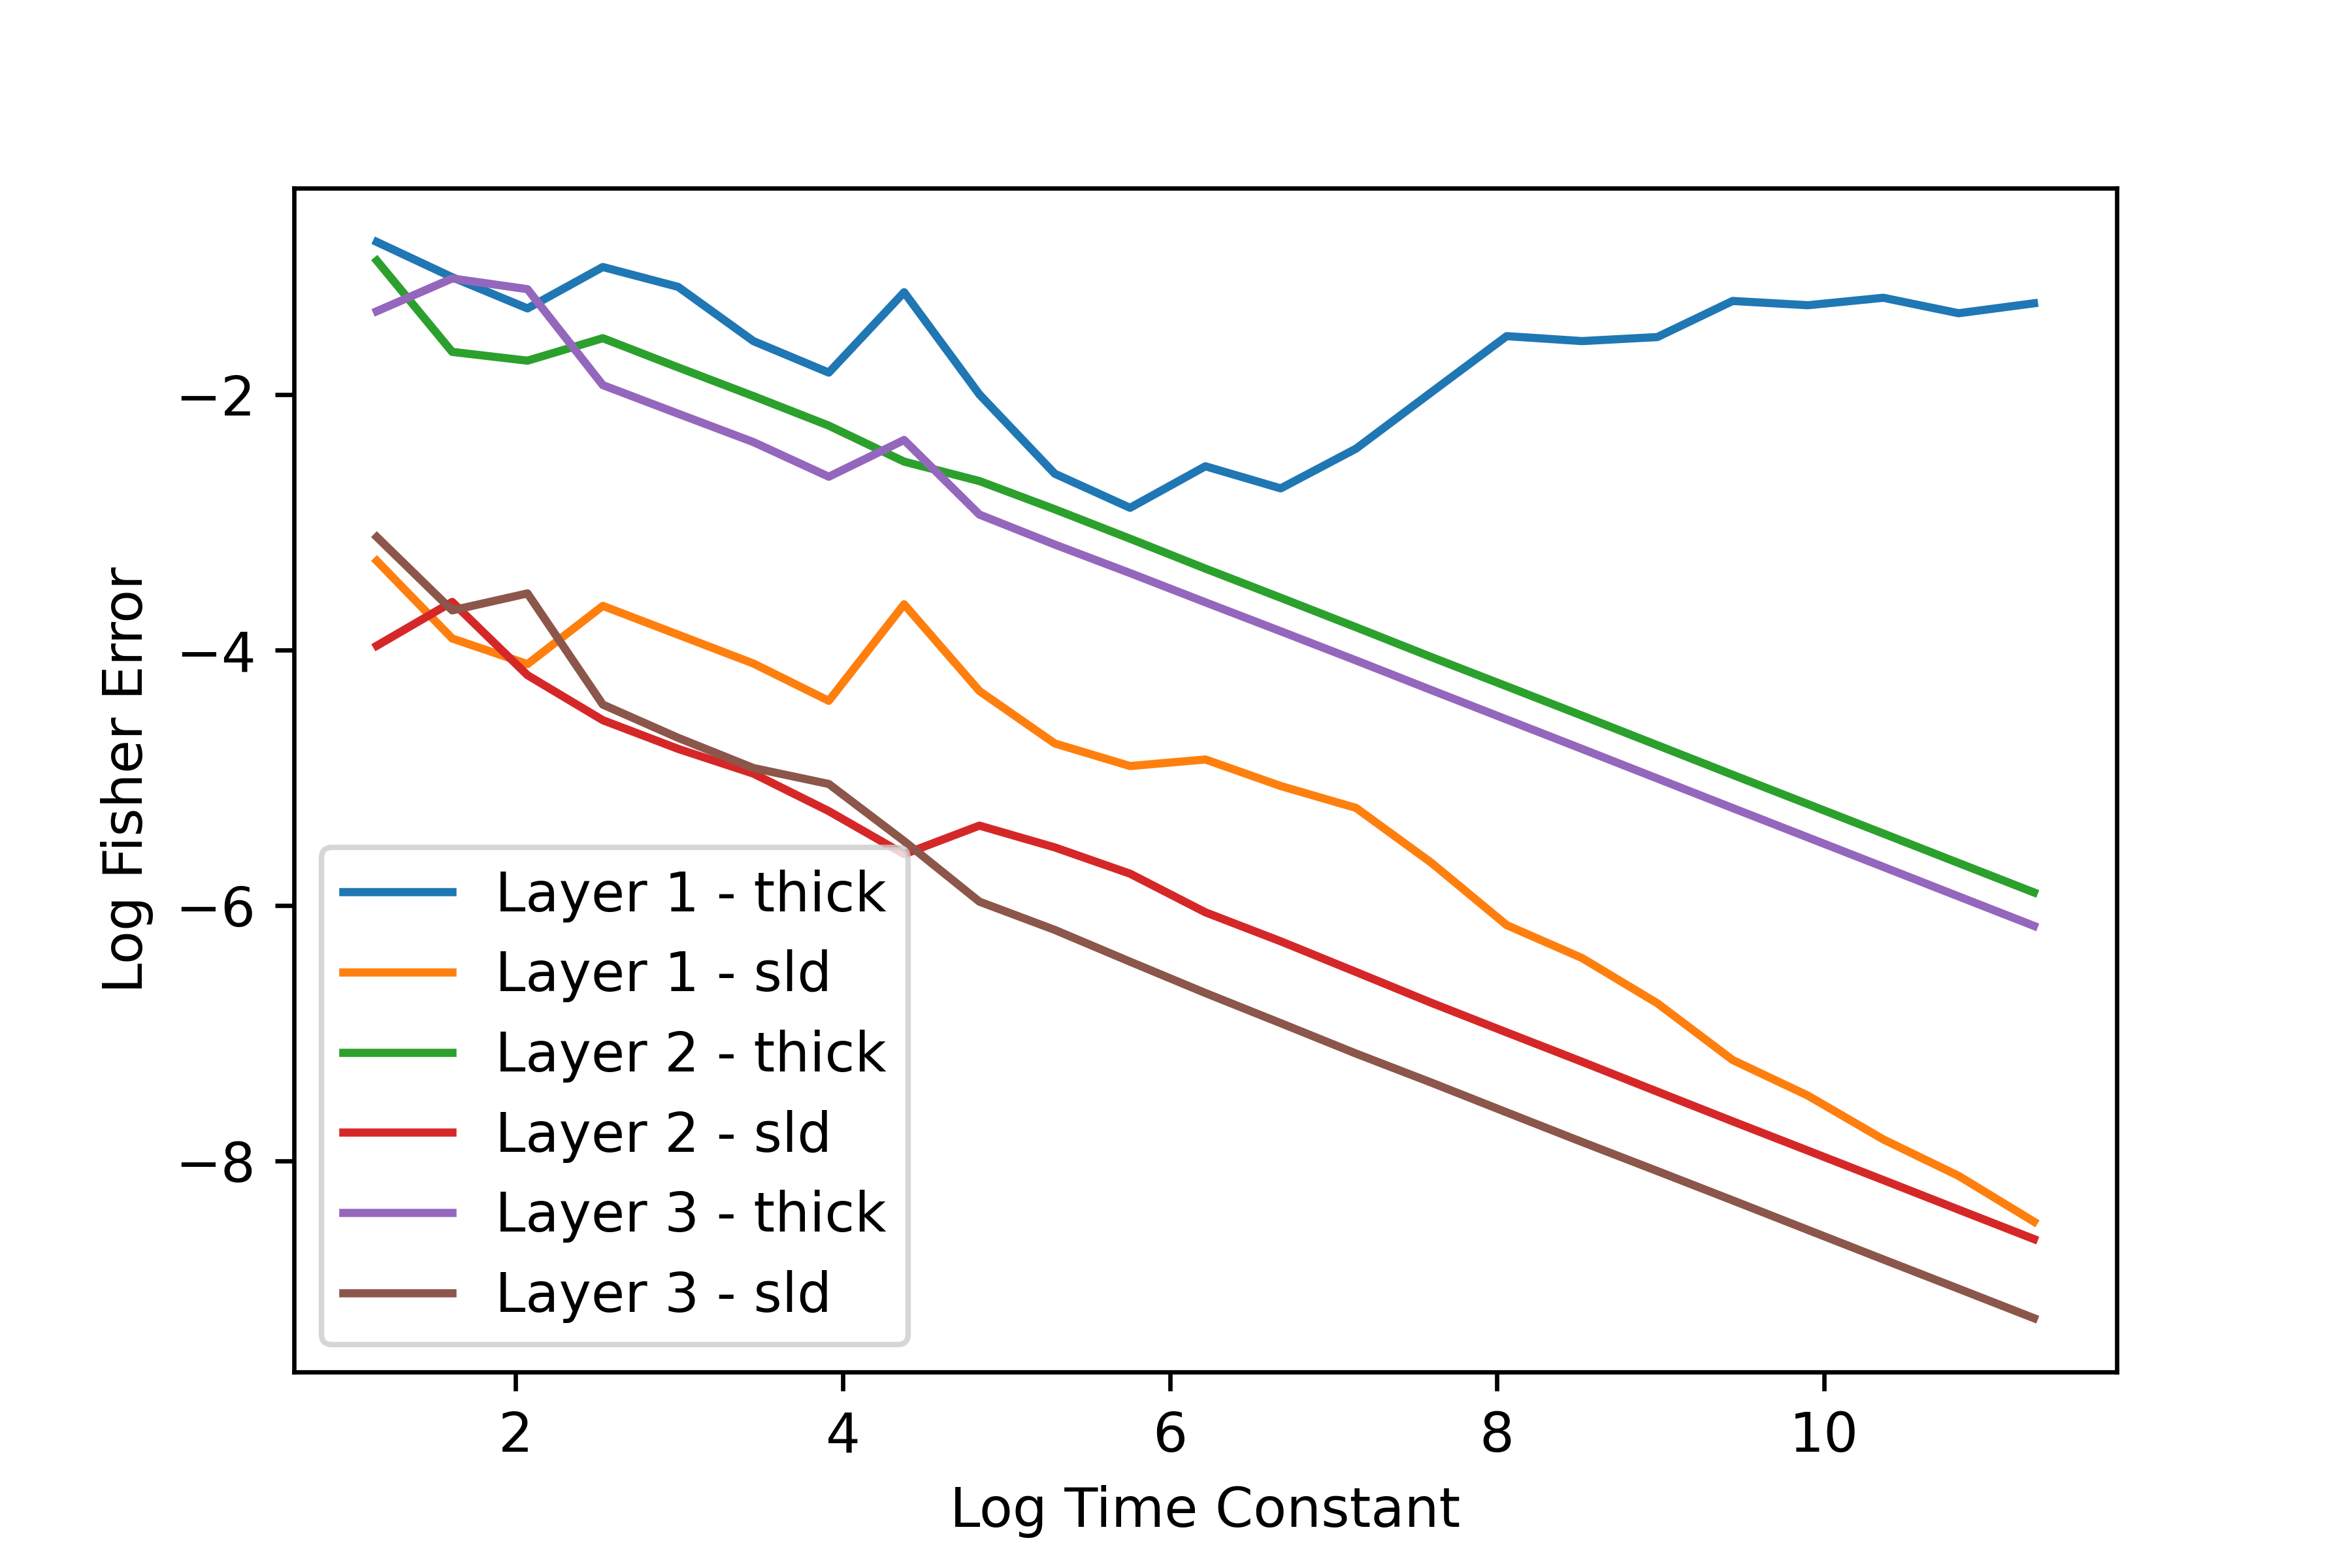 −2
−4
−6
−8
Log Fisher Error
Layer 1 - thick
Layer 1 - sld
Layer 2 - thick
Layer 2 - sld
Layer 3 - thick
Layer 3 - sld
2 4 6 8 10
Log Time Constant